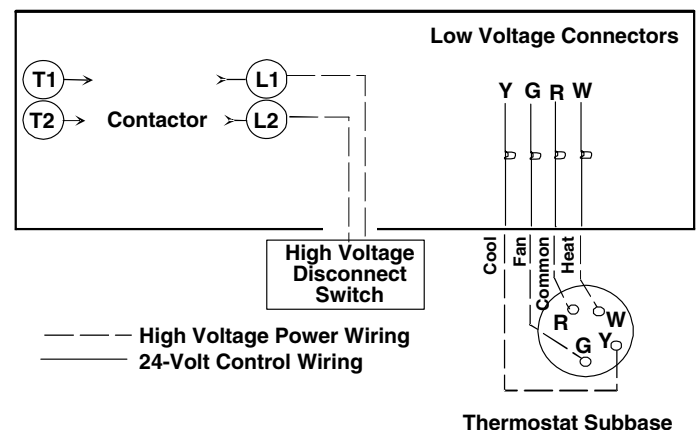 Low Voltage Connectors
T1
L1
Y G R W
T2
Contactor
L2
Cool
Fan
Common
Heat
High Voltage
Disconnect
Switch
R
W
G
Y
High Voltage Power Wiring
24-Volt Control Wiring
Thermostat Subbase